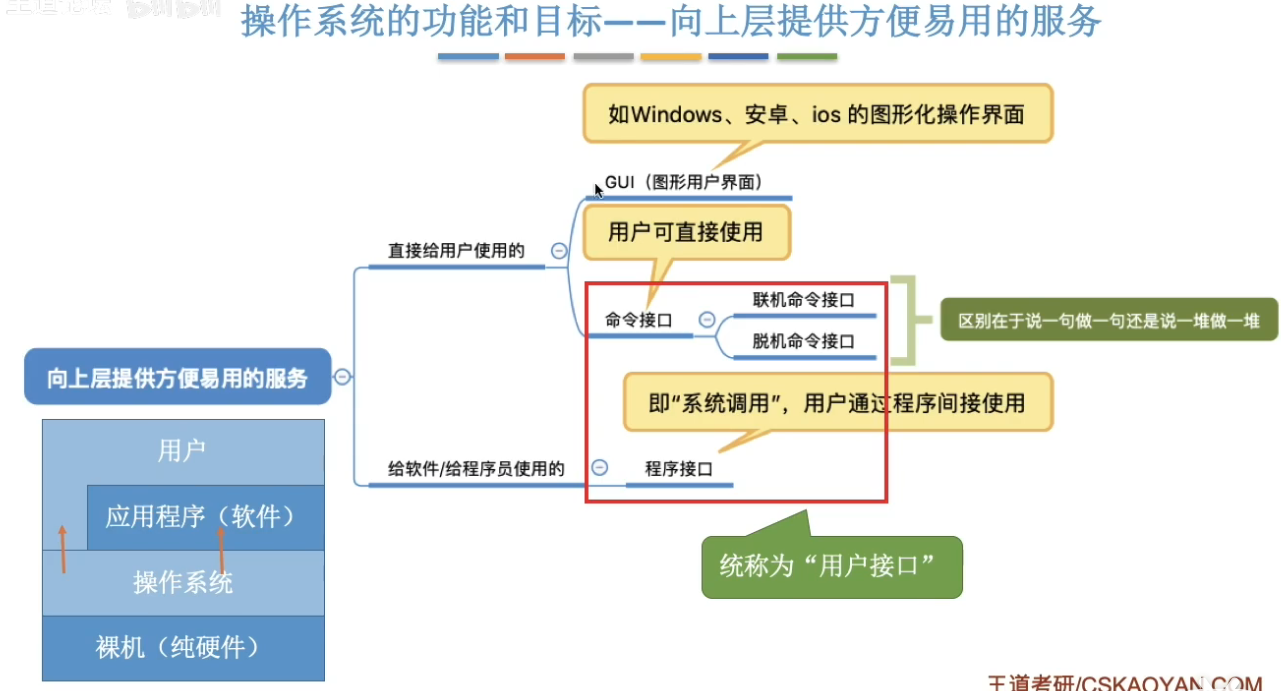 操作系统的功能和目标——向上层提供方便易用的服务
如Windows、安卓、ios 的图形化操作界面
GUI（图形用户界面）
用户可直接使用
直接给用户使用的
联机命令接口
命令接口
脱机命令接口
区别在于说一句做一句还是说一堆做一堆
向上层提供方便易用的服务
即“系统调用”，用户通过程序间接使用
给软件/给程序员使用的
程序接口
统称为“用户接口”
用户
应用程序（软件）
操作系统
裸机（纯硬件）
王道考研/CSKAOYAN.COM